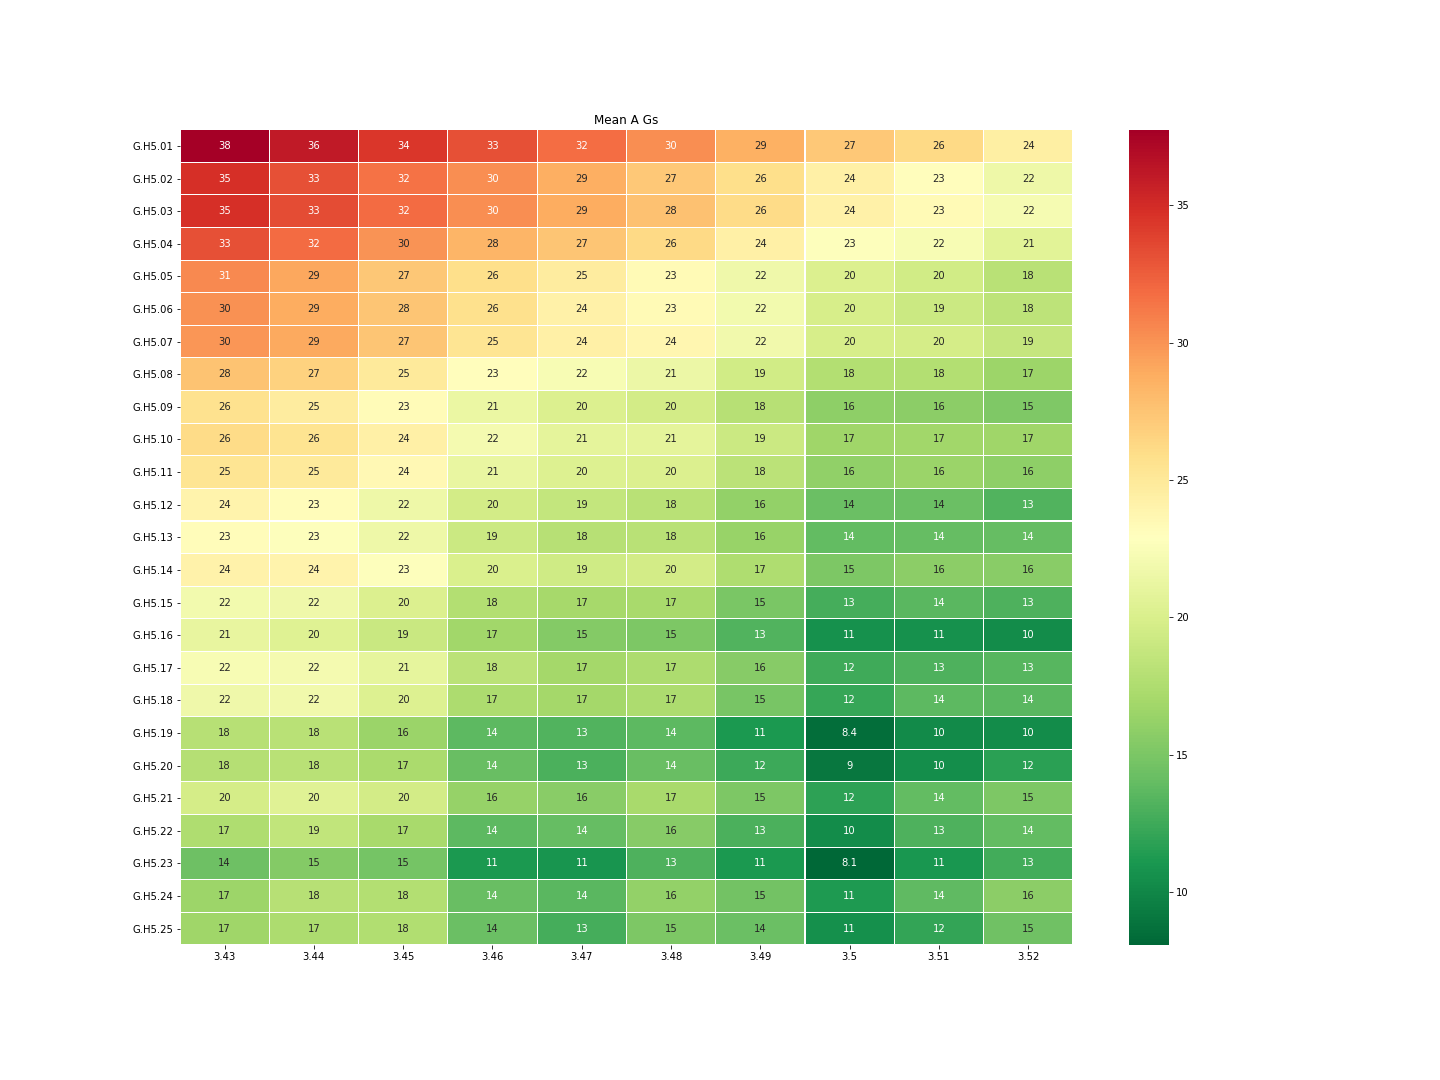 Mean A Gs
G.H5.01 38 36 34 33 32 30 29 27 26 24
G.H5.02 35 33 32 30 29 27 26 24 23 22
G.H5.03 35 33 32 30 29 28 26 24 23 22
G.H5.04 33 32 30 28 27 26 24 23 22 21
G.H5.05 31 29 27 26 25 23 22 20 20 18
G.H5.06 30 29 28 26 24 23 22 20 19 18
G.H5.07 30 29 27 25 24 24 22 20 20 19
G.H5.08 28 27 25 23 22 21 19 18 18 17
G.H5.09 26 25 23 21 20 20 18 16 16 15
G.H5.10 26 26 24 22 21 21 19 17 17 17
G.H5.11 25 25 24 21 20 20 18 16 16 16
G.H5.12 24 23 22 20 19 18 16 14 14 13
G.H5.13 23 23 22 19 18 18 16 14 14 14
G.H5.14 24 24 23 20 19 20 17 15 16 16
G.H5.15 22 22 20 18 17 17 15 13 14 13
G.H5.16 21 20 19 17 15 15 13 11 11 10
G.H5.17 22 22 21 18 17 17 16 12 13 13
G.H5.18 22 22 20 17 17 17 15 12 14 14
G.H5.19 18 18 16 14 13 14 11 8.4 10 10
G.H5.20 18 18 17 14 13 14 12 9 10 12
G.H5.21 20 20 20 16 16 17 15 12 14 15
G.H5.22 17 19 17 14 14 16 13 10 13 14
G.H5.23 14 15 15 11 11 13 11 8.1 11 13
G.H5.24 17 18 18 14 14 16 15 11 14 16
G.H5.25 17 17 18 14 13 15 14 11 12 15
3.43 3.44 3.45 3.46 3.47 3.48 3.49 3.5 3.51 3.52
35
30
25
20
15
10